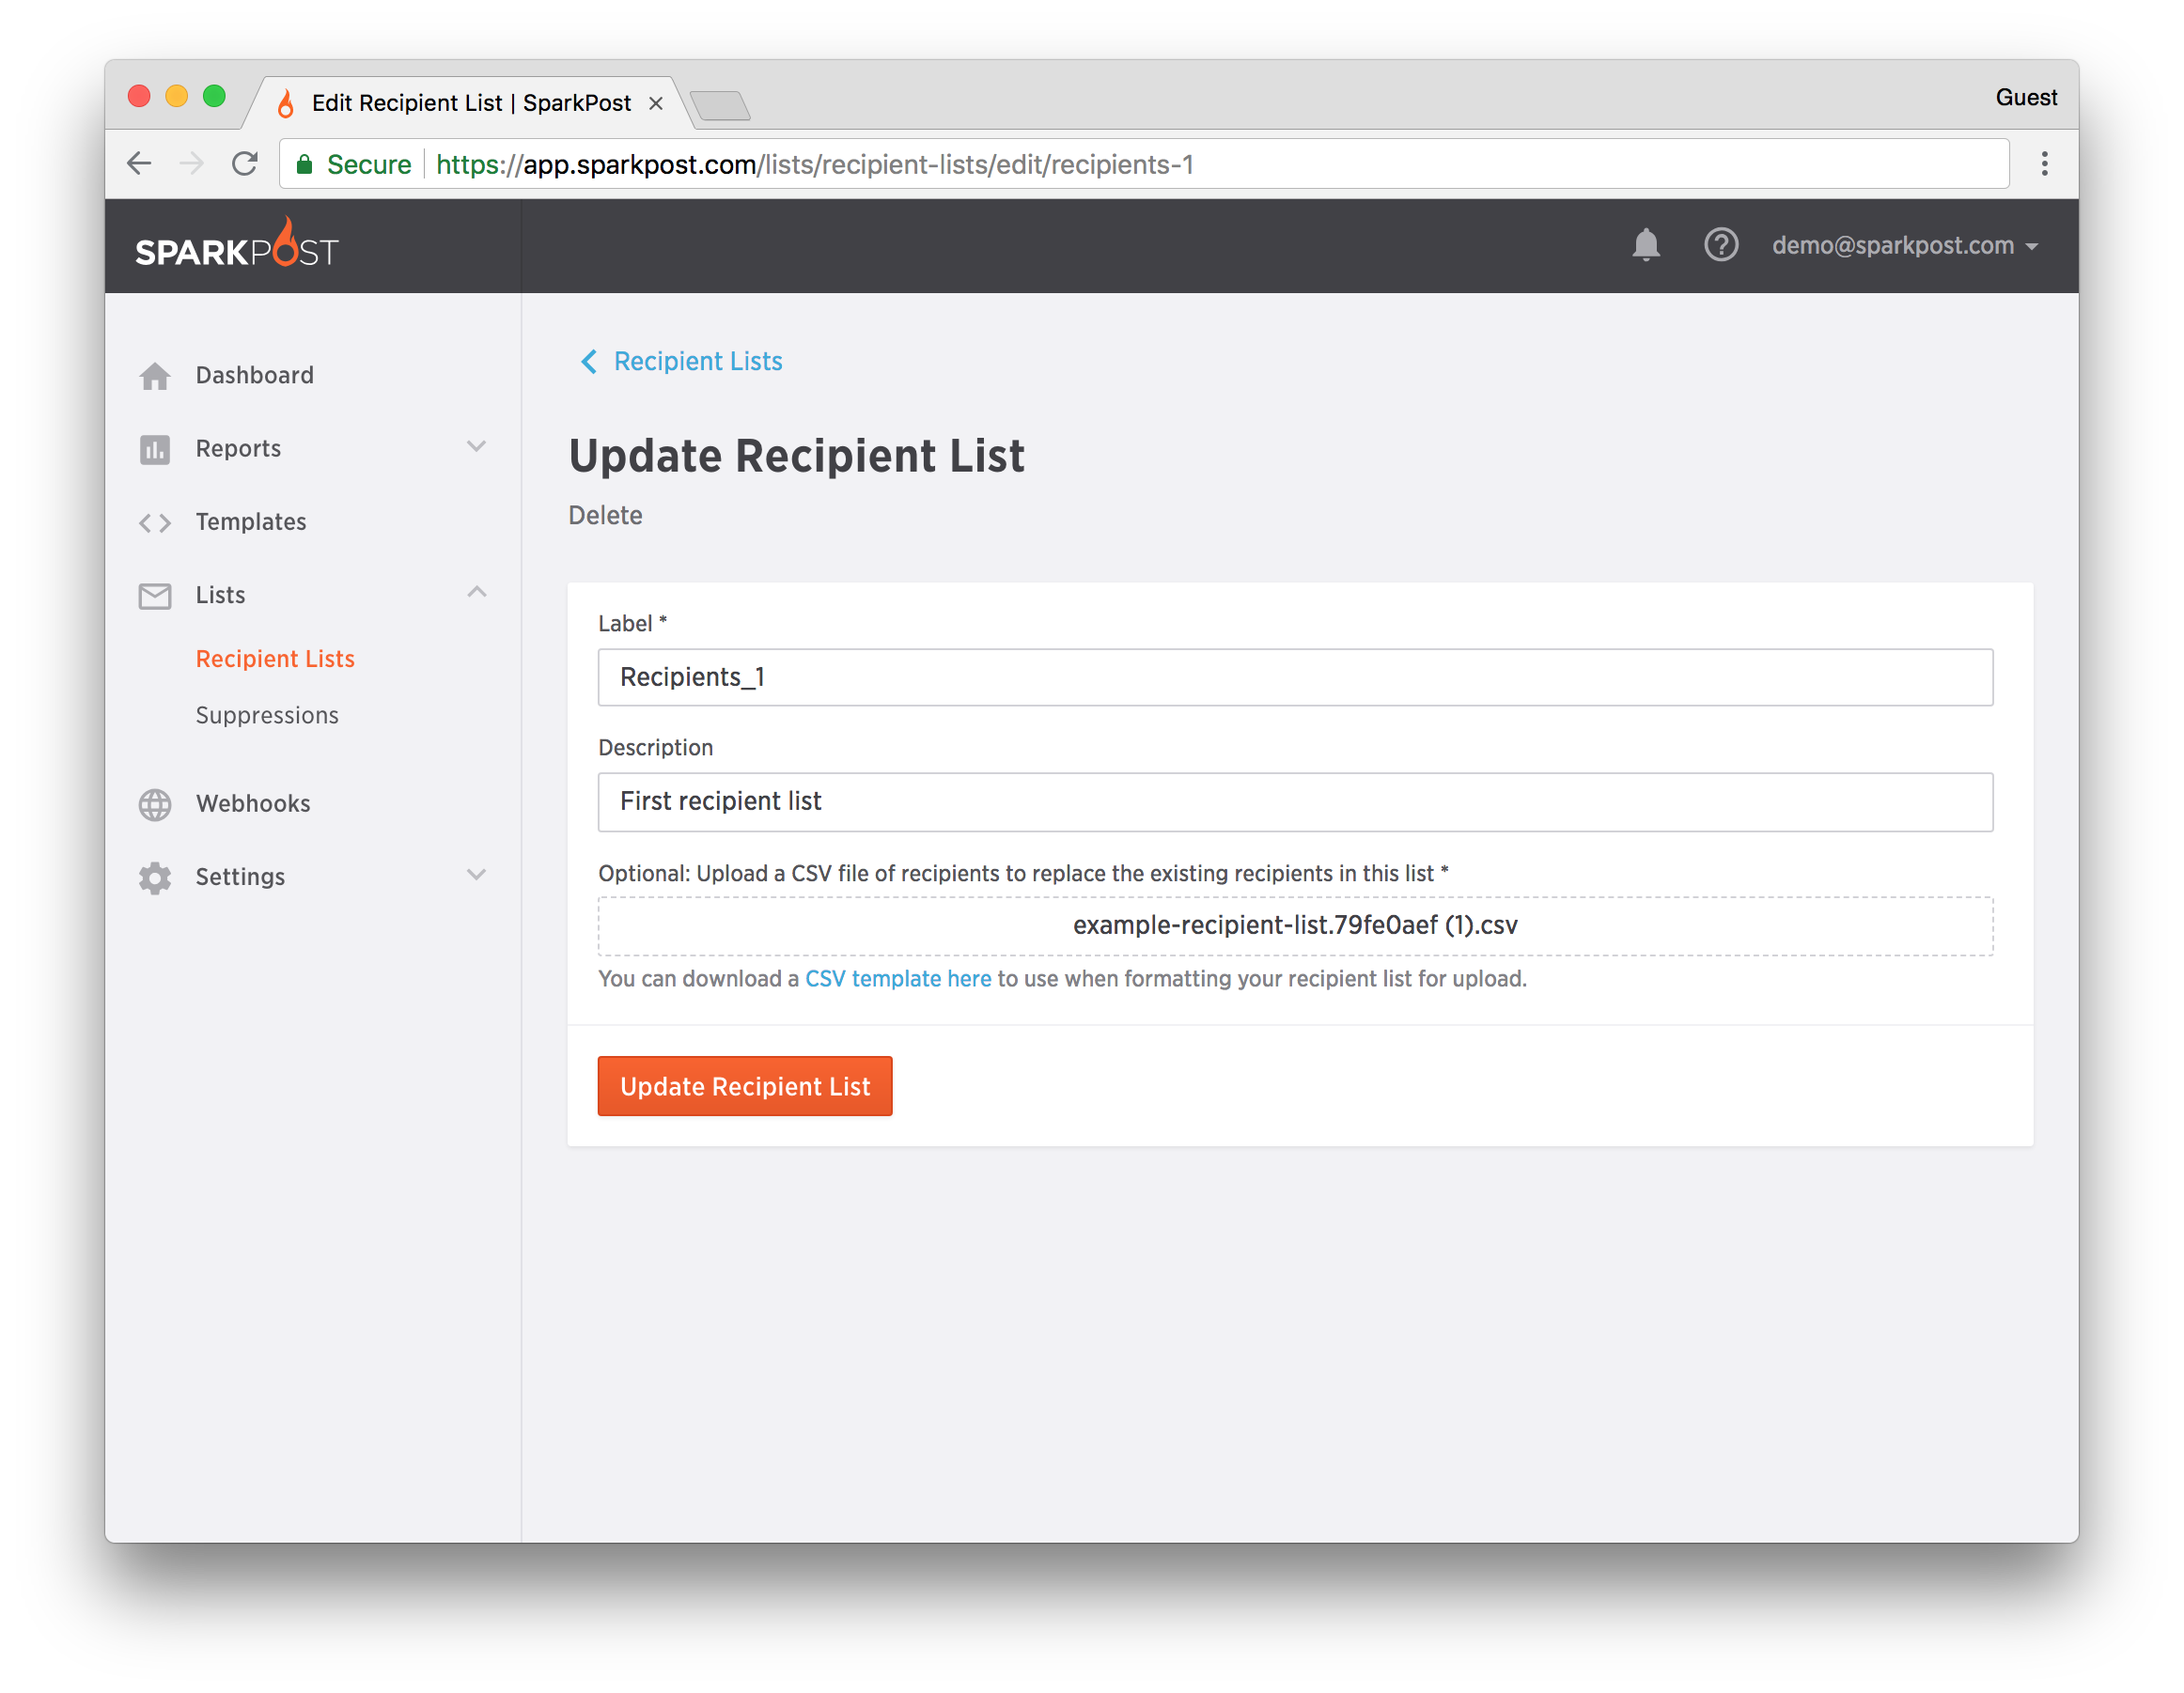 Edit Recipient List | SparkPost
Guest
Secure
https://app.sparkpost.com/lists/recipient-lists/edit/recipients-1
SPARKPOST
demo@sparkpost.com
Dashboard
Reports
Templates
Lists
Recipient Lists
Suppressions
Webhooks
Settings
Recipient Lists
Update Recipient List
Delete
Label *
Recipients_1
Description
First recipient list
Optional: Upload a CSV file of recipients to replace the existing recipients in this list *
example-recipient-list.79fe0aef (1).csv
You can download a CSV template here to use when formatting your recipient list for upload.
Update Recipient List